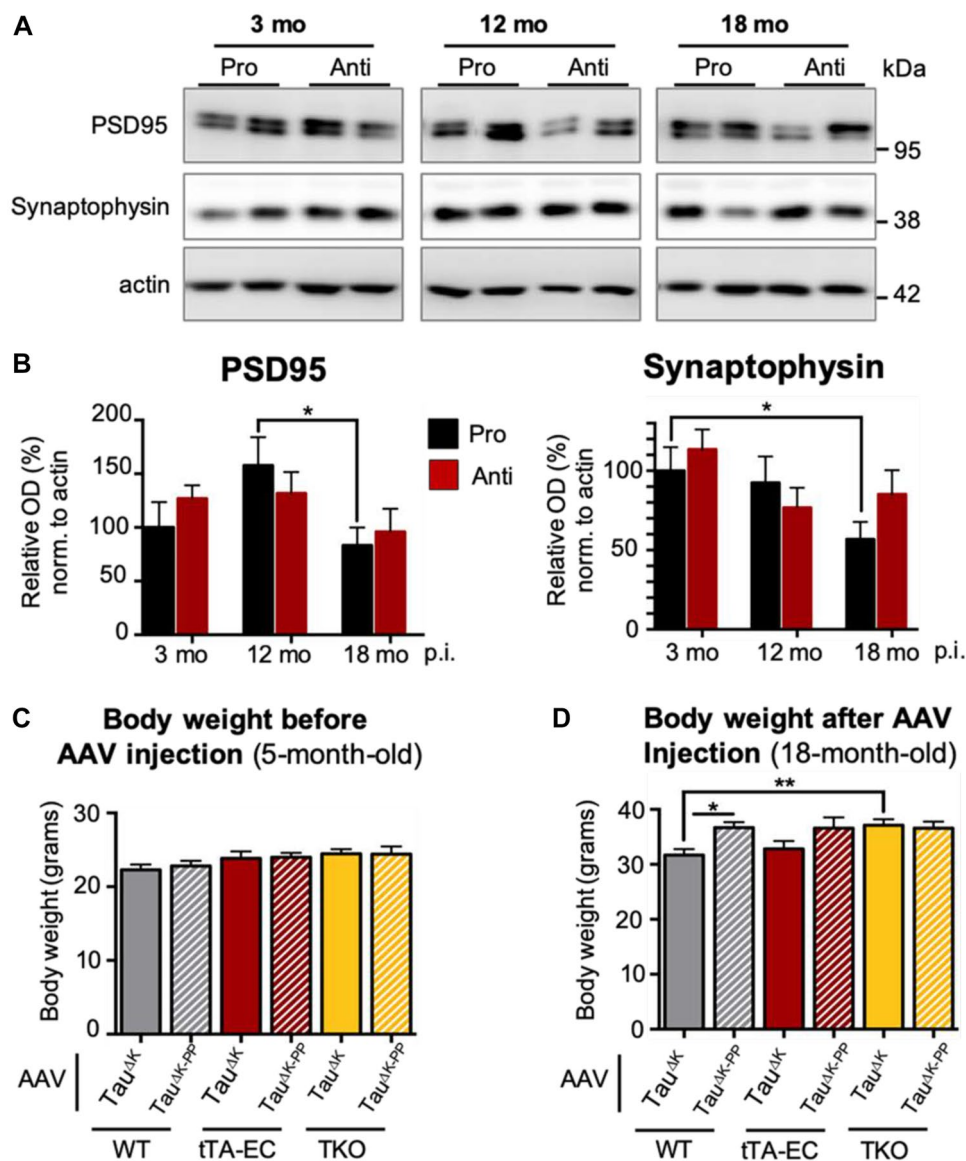 A
3 mo 12 mo 18 mo
Pro Anti Pro Anti Pro Anti kDa
PSD95
95
Synaptophysin
38
actin
42
B
PSD95
Synaptophysin
Relative OD (%)
norm. to actin
200
150
100
50
0
*
3 mo 12 mo 18 mo p.i.
Pro
Anti
Relative OD (%)
norm. to actin
100
50
0
*
3 mo 12 mo 18 mo p.i.
C
Body weight before
AAV injection (5-month-old)
Body weight (grams)
30
20
10
0
AAV
TauΔK TauΔK-PP TauΔK TauΔK-PP TauΔK TauΔK-PP
WT tTA-EC TKO
D
Body weight after AAV
Injection (18-month-old)
Body weight (grams)
40
30
20
10
0
**
*
AAV
TauΔK TauΔK-PP TauΔK TauΔK-PP TauΔK TauΔK-PP
WT tTA-EC TKO